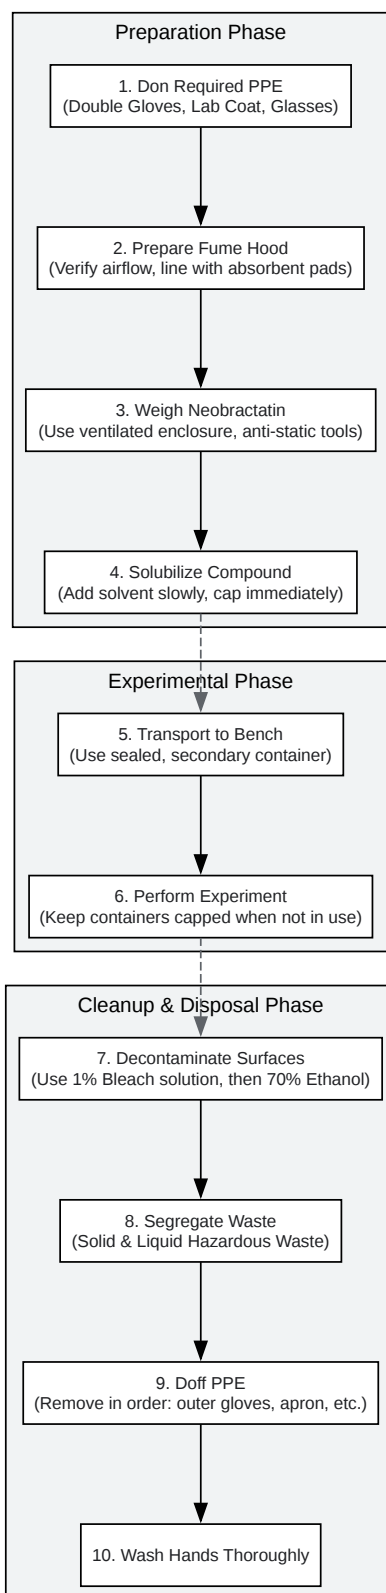 Preparation Phase
1. Don Required PPE
(Double Gloves, Lab Coat, Glasses)
2. Prepare Fume Hood
(Verify airflow, line with absorbent pads)
3. Weigh Neobractatin
(Use ventilated enclosure, anti-static tools)
4. Solubilize Compound
(Add solvent slowly, cap immediately)
Experimental Phase
5. Transport to Bench
(Use sealed, secondary container)
6. Perform Experiment
(Keep containers capped when not in use)
Cleanup & Disposal Phase
7. Decontaminate Surfaces
(Use 1% Bleach solution, then 70% Ethanol)
8. Segregate Waste
(Solid & Liquid Hazardous Waste)
9. Doff PPE
(Remove in order: outer gloves, apron, etc.)
10. Wash Hands Thoroughly